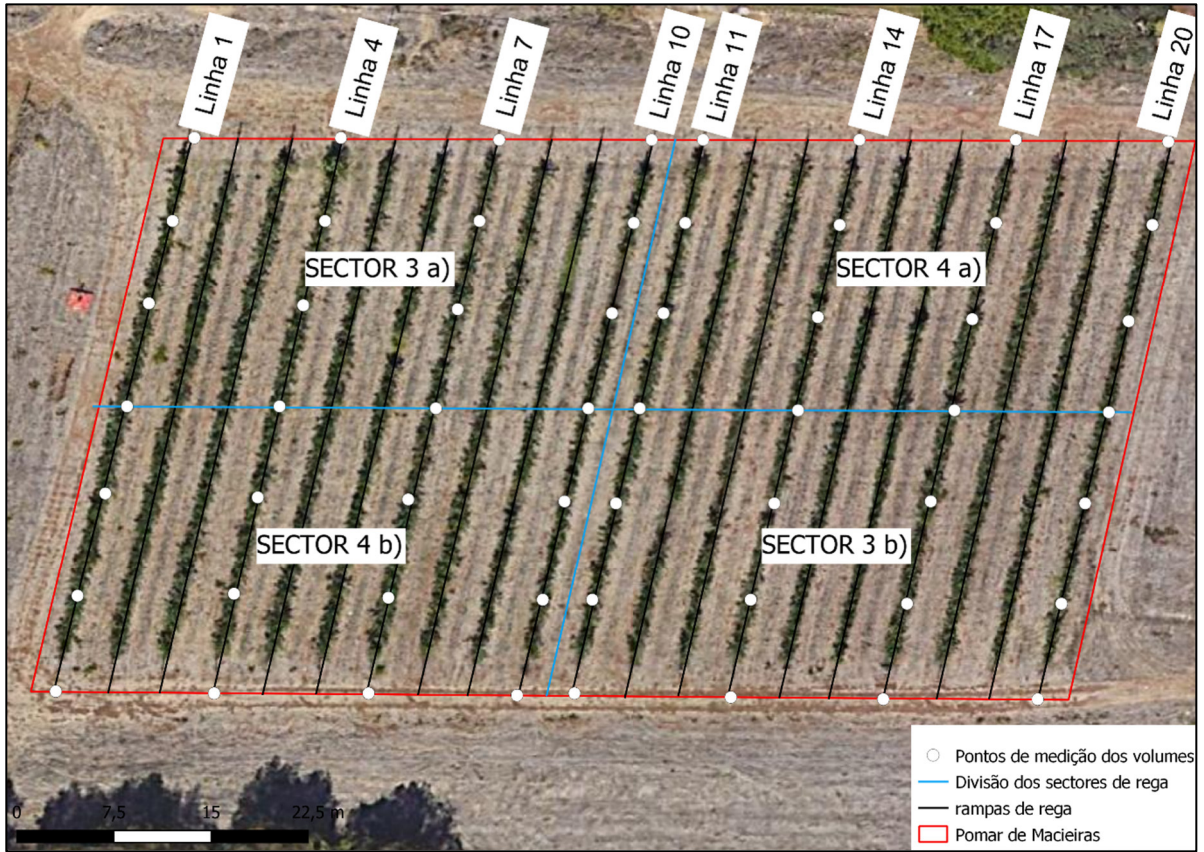 Linha 1
Linha 4
Linha 7
Linha 10
Linha 11
Linha 14
Linha 17
Linha 20
SECTOR 3 a)
SECTOR 4 a)
SECTOR 4 b)
SECTOR 3 b)
Pontos de medição dos volumes
Divisão dos sectores de rega
rampas de rega
Pomar de Macieiras
0 7,5 15 22,5 m